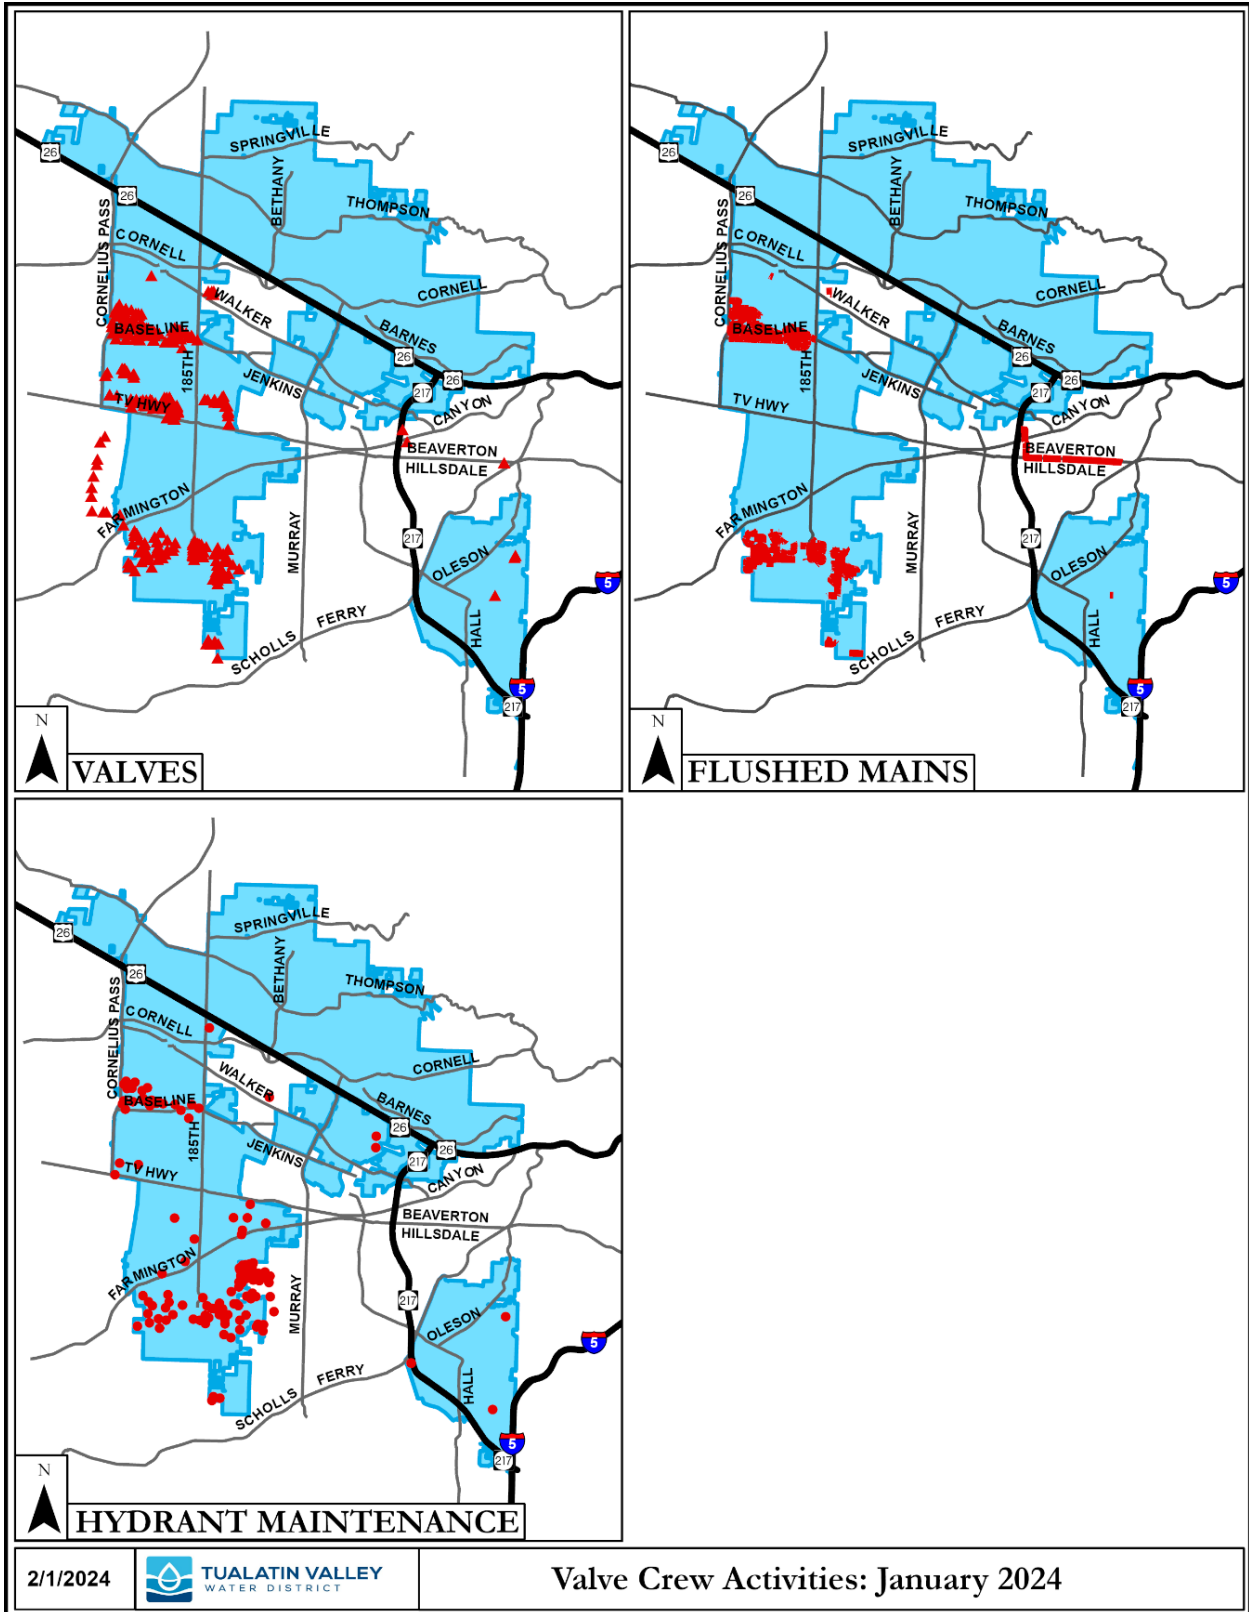 SPRINGVILLE
26
BETHANY
26
THOMPSON
CORNELIUS PASS
CORNELL
CORNELL
WALKER
BASELINE
BARNES
185TH
26
JENKINS
26
217
TV HWY
CANYON
BEAVERTON
HILLSDALE
FARMINGTON
MURRAY
217
OLESON
5
FERRY
HALL
SCHOLLS
5
217
N
VALVES
SPRINGVILLE
26
BETHANY
26
THOMPSON
CORNELIUS PASS
CORNELL
CORNELL
WALKER
BASELINE
BARNES
185TH
26
JENKINS
26
217
TV HWY
CANYON
BEAVERTON
HILLSDALE
FARMINGTON
MURRAY
217
OLESON
5
FERRY
HALL
SCHOLLS
5
217
N
FLUSHED MAINS
SPRINGVILLE
26
BETHANY
26
THOMPSON
CORNELIUS PASS
CORNELL
CORNELL
WALKER
BASELINE
BARNES
185TH
26
JENKINS
26
217
TV HWY
CANYON
BEAVERTON
HILLSDALE
FARMINGTON
MURRAY
217
OLESON
5
FERRY
HALL
SCHOLLS
5
217
N
HYDRANT MAINTENANCE
2/1/2024
TUALATIN VALLEY
WATER DISTRICT
Valve Crew Activities: January 2024